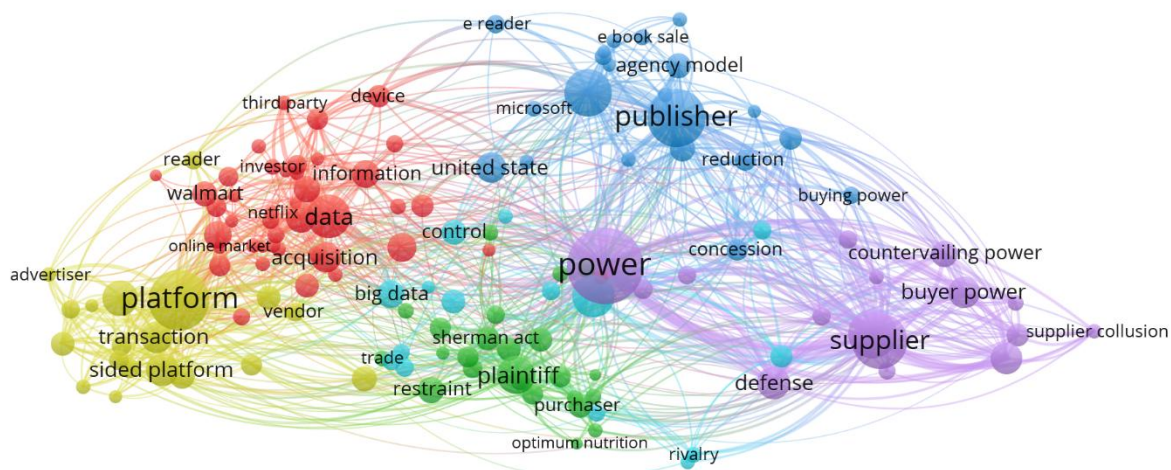 e reader
e book sale
agency model
microsoft
publisher
device
third party
reader
investor
information
united state
reduction
walmart
netflix
data
buying power
online market
control
acquisition
concession
countervailing power
power
advertiser
platform
big data
buyer power
vendor
transaction
sherman act
supplier
supplier collusion
trade
sided platform
restraint
plaintiff
defense
purchaser
optimum nutrition
rivalry